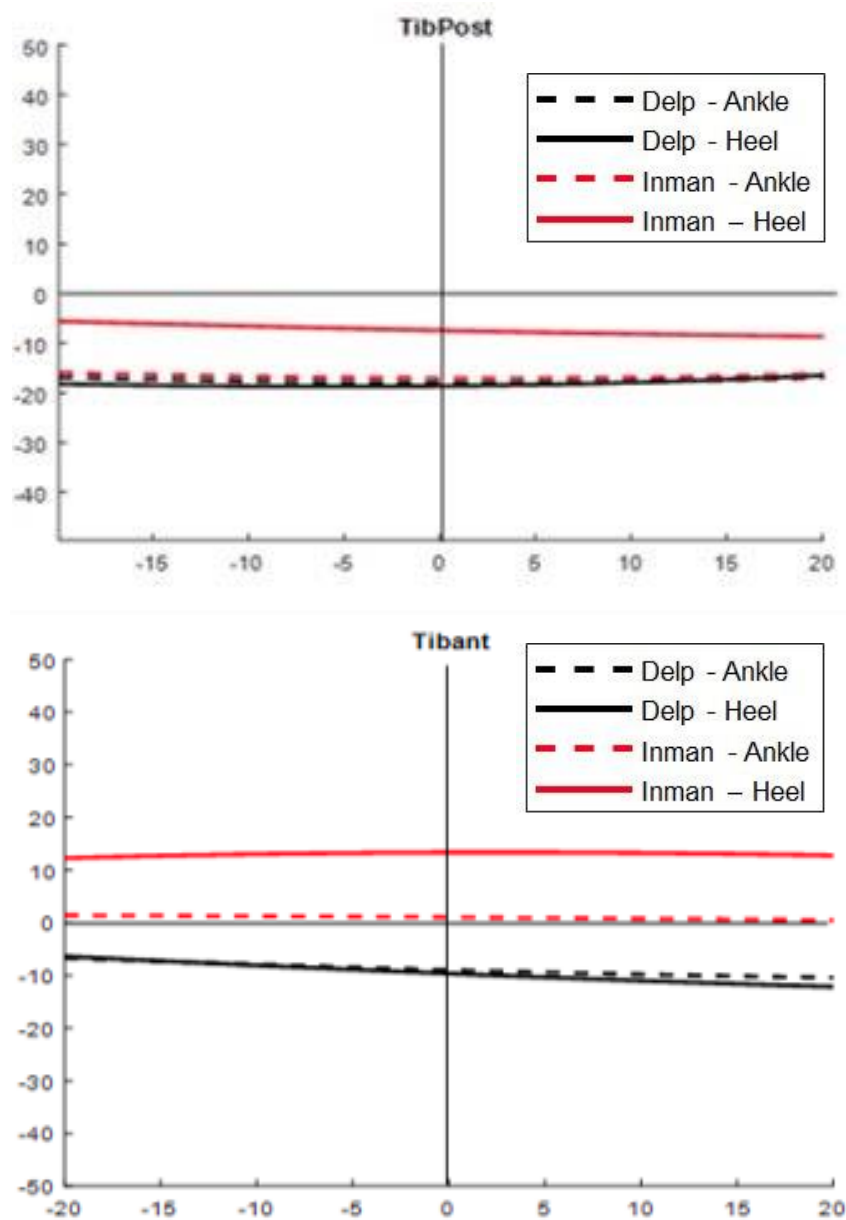 TibPost
50
40
30
20
10
0
-10
-20
-30
-40
-15 -10 -5 0 5 10 15 20
Delp - Ankle
Delp - Heel
Inman - Ankle
Inman – Heel
Tibant
50
40
30
20
10
0
-10
-20
-30
-40
-50
-20 -15 -10 -5 0 5 10 15 20
Delp - Ankle
Delp - Heel
Inman - Ankle
Inman – Heel